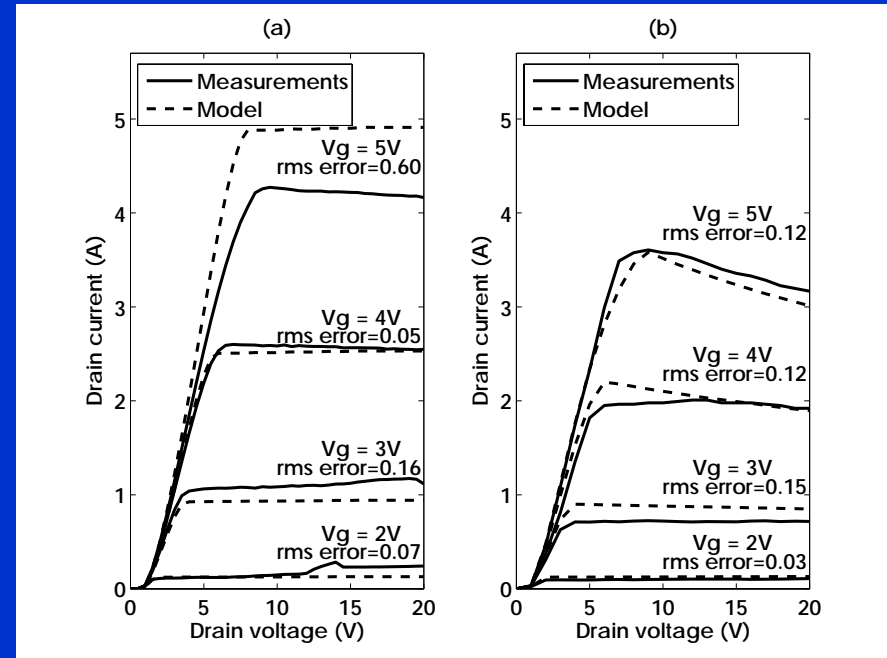 (a)
Measurements
Model
Vg = 5V
rms error=0.60
Vg = 4V
rms error=0.05
Vg = 3V
rms error=0.16
Vg = 2V
rms error=0.07
Drain current (A)
5
4
3
2
1
0
0
5
10
15
20
Drain voltage (V)
(b)
Measurements
Model
Vg = 5V
rms error=0.12
Vg = 4V
rms error=0.12
Vg = 3V
rms error=0.15
Vg = 2V
rms error=0.03
Drain current (A)
5
4
3
2
1
0
0
5
10
15
20
Drain voltage (V)